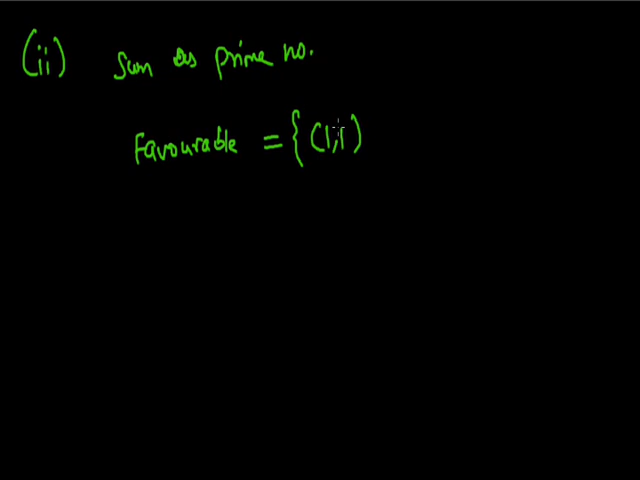 (ii) Sum as prime no.
Favourable = {(1,1)